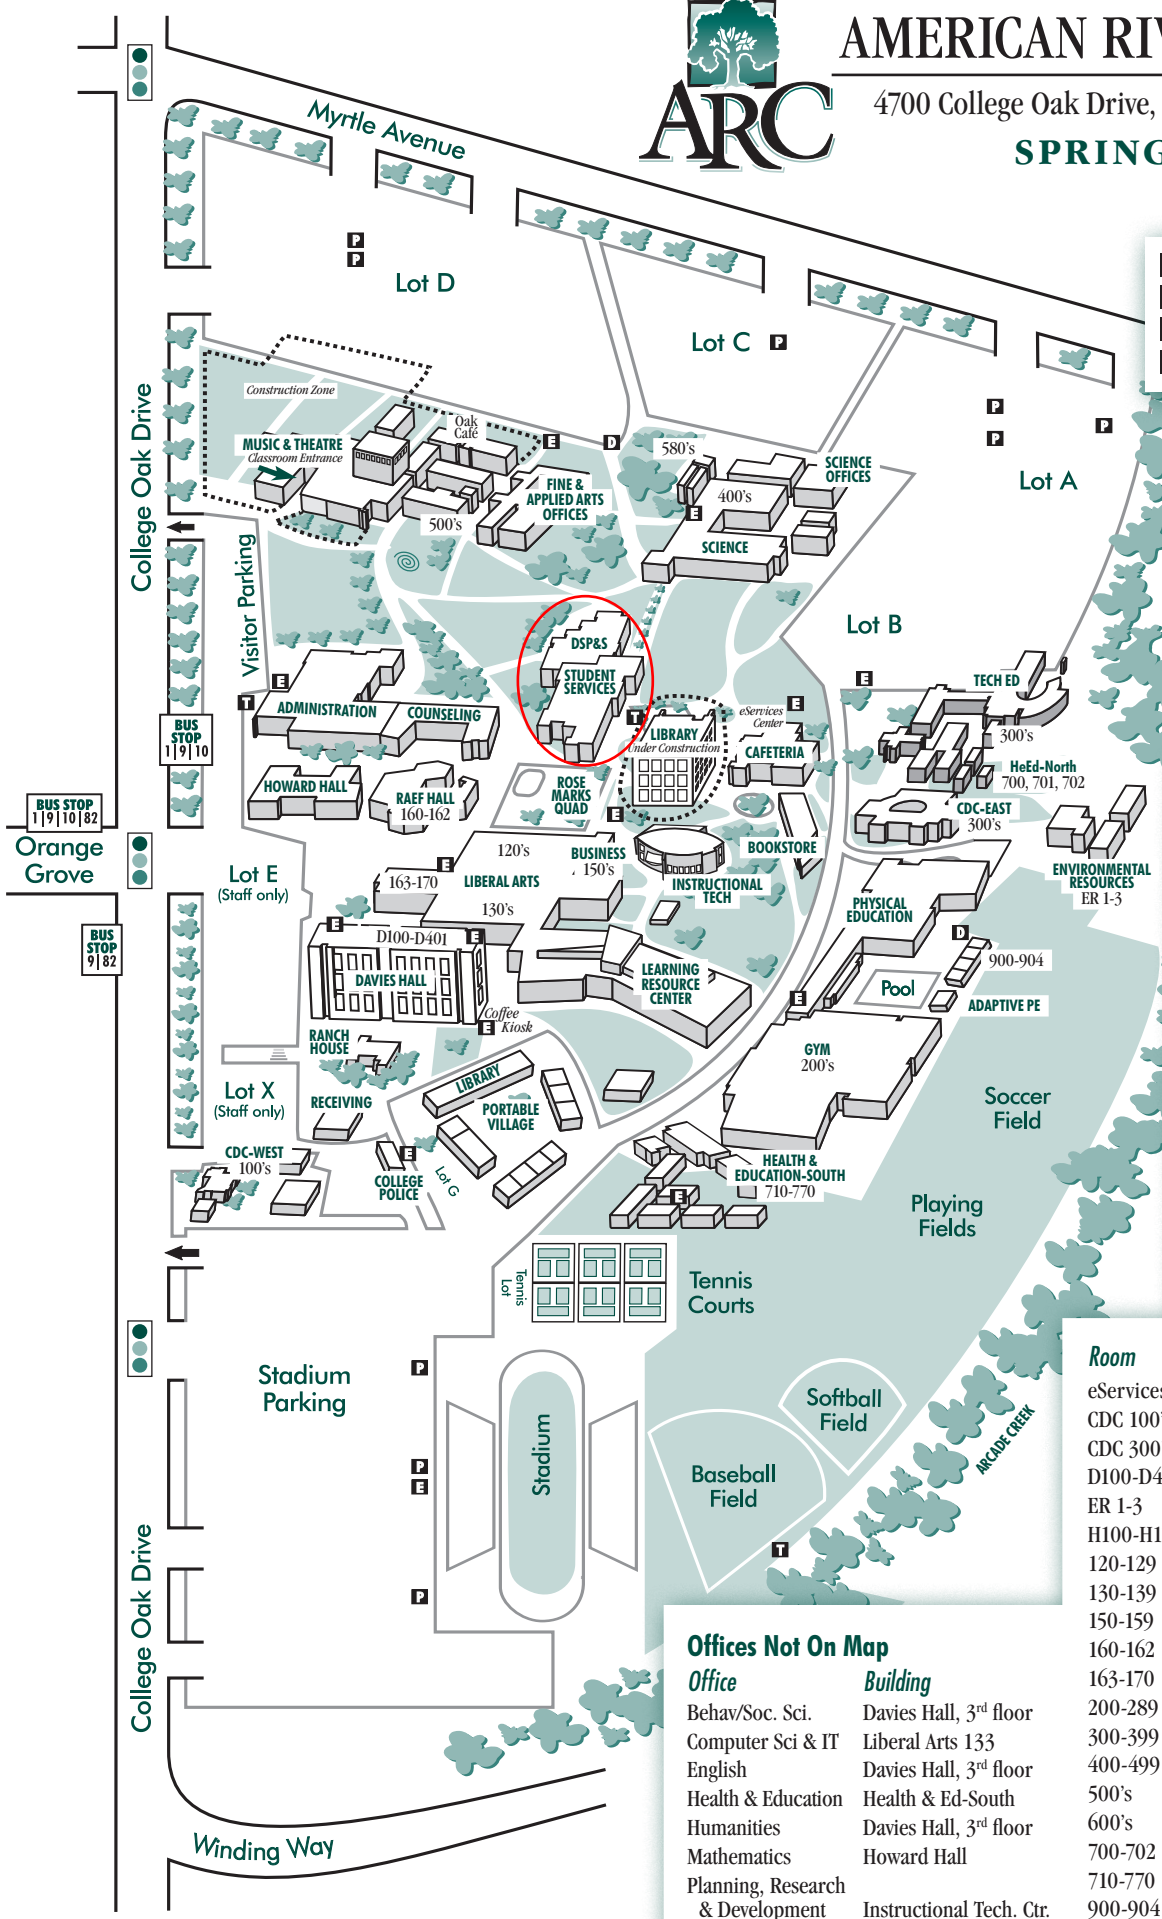 ARC
AMERICAN RIV
4700 College Oak Drive,
SPRING
Myrtle Avenue
P
P
Lot D
Lot C P
P
P
P
Lot A
College Oak Drive
Construction Zone
MUSIC & THEATRE
Classroom Entrance
Oak
Café
E
D
580's
SCIENCE
OFFICES
400's
FINE &
APPLIED ARTS
OFFICES
500's
E
SCIENCE
Visitor Parking
Lot B
DSP&S
STUDENT
SERVICES
E
T
ADMINISTRATION
COUNSELING
T
LIBRARY
Under Construction
eServices
Center
E
CAFETERIA
E
TECH ED
300's
BUS
STOP
1|9|10
HOWARD HALL
RAEF HALL
160-162
ROSE
MARKS
QUAD
E
HeEd-North
700, 701, 702
CDC-EAST
300's
BUS STOP
1|9|10|82
Orange
Grove
Lot E
(Staff only)
120's
BUSINESS
150's
E
163-170
LIBERAL ARTS
130's
INSTRUCTIONAL
TECH
BOOKSTORE
ENVIRONMENTAL
RESOURCES
ER 1-3
PHYSICAL
EDUCATION
BUS
STOP
9|82
E
D100-D401
E
DAVIES HALL
LEARNING
RESOURCE
CENTER
D
900-904
Pool
E
ADAPTIVE PE
Coffee
Kiosk
E
RANCH
HOUSE
GYM
200's
Lot X
(Staff only)
RECEIVING
LIBRARY
PORTABLE
VILLAGE
Soccer
Field
CDC-WEST
100's
E
COLLEGE
POLICE
Lot G
HEALTH &
EDUCATION-SOUTH
710-770
E
Playing
Fields
Tennis
Lot
Tennis
Courts
Stadium
Parking
P
P
E
P
Stadium
Softball
Field
Baseball
Field
ARCADE CREEK
T
College Oak Drive
Winding Way
Offices Not On Map
Office Building
Behav/Soc. Sci. Davies Hall, 3rd floor
Computer Sci & IT Liberal Arts 133
English Davies Hall, 3rd floor
Health & Education Health & Ed-South
Humanities Davies Hall, 3rd floor
Mathematics Howard Hall
Planning, Research
& Development Instructional Tech. Ctr.
Room
eServices
CDC 100'
CDC 300
D100-D4
ER 1-3
H100-H1
120-129
130-139
150-159
160-162
163-170
200-289
300-399
400-499
500's
600's
700-702
710-770
900-904